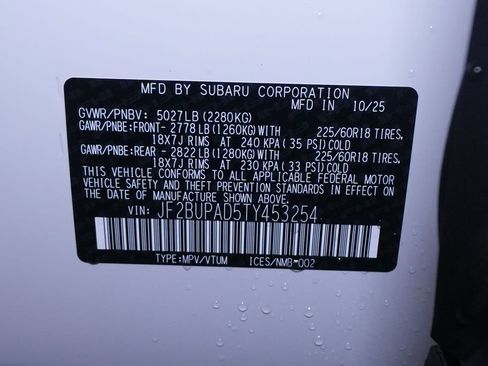 MFD BY SUBARU CORPORATION
MFD IN 10/25
GVWR/PNBV: 5027LB(2280KG)
GAWR/PNBE:FRONT- 2778LB(1260KG)WITH 225/60R18 TIRES,
18X7J RIMS AT 240 KPA( 35 PSI)COLD
GAWR/PNBE:REAR - 2822LB(1280KG)WITH 225/60R18 TIRES,
18X7J RIMS AT 230 KPA( 33 PSI)COLD
THIS VEHICLE CONFORMS TO ALL APPLICABLE FEDERAL MOTOR
VEHICLE SAFETY AND THEFT PREVENTION STANDARDS IN EFFECT ON
THE DATE OF MANUFACTURE SHOWN ABOVE.
VIN: JF2BUPAD5TY453254
TYPE:MPV/VTUM ICES/NMB-002